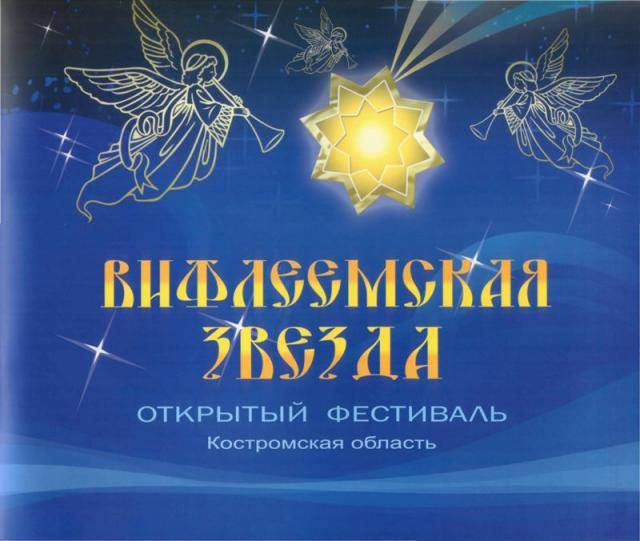 ВИФЛЕЕМСКАЯ
ЗВЕЗДА
ОТКРЫТЫЙ ФЕСТИВАЛЬ
Костромская область